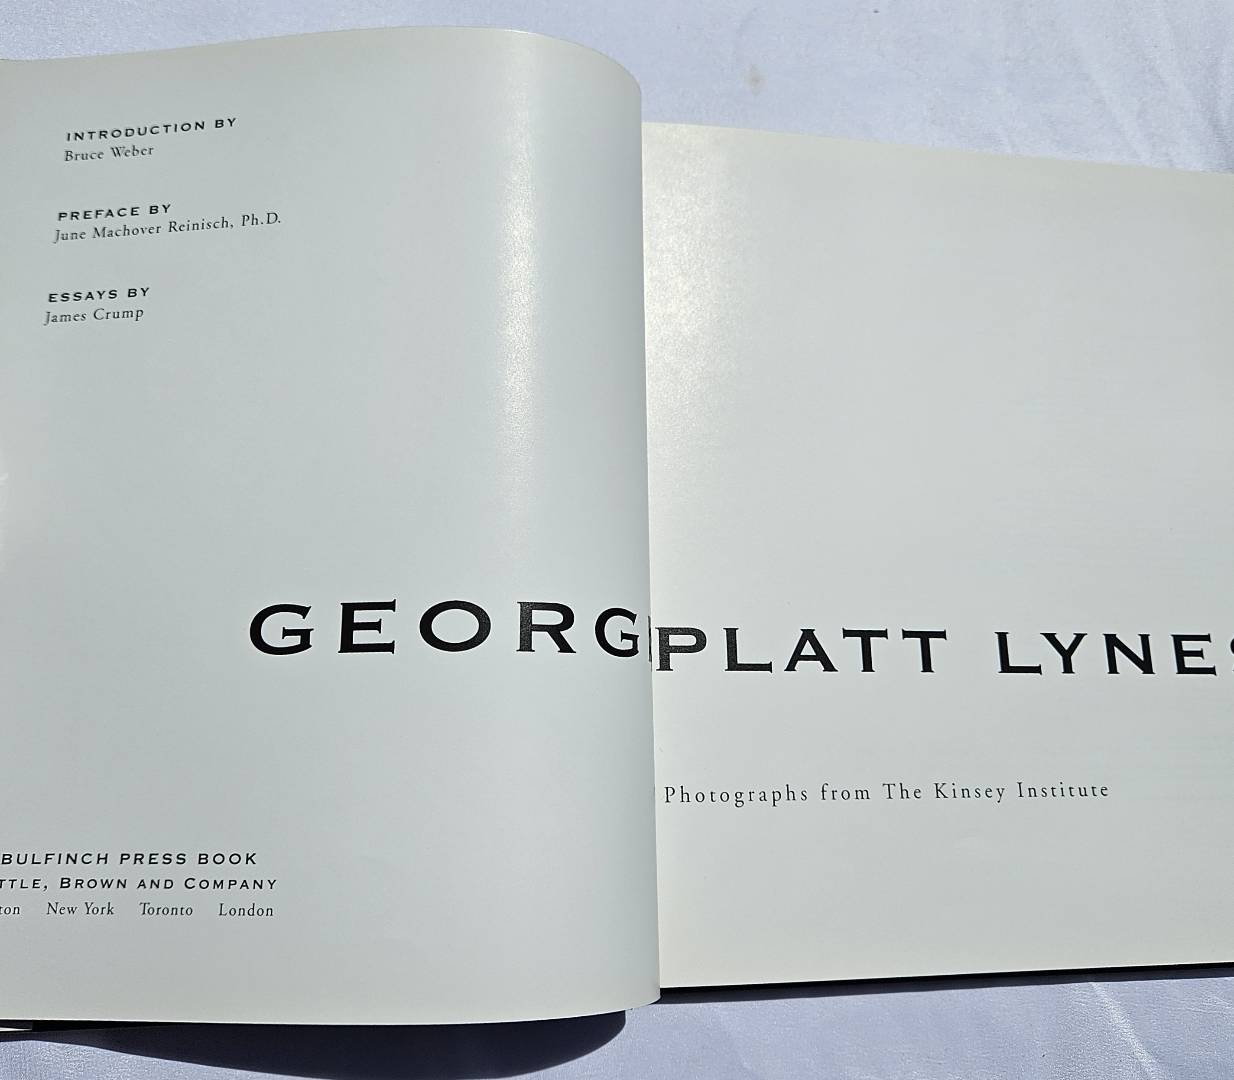 INTRODUCTION BY
Bruce Weber
PREFACE BY
June Machover Reinisch, Ph.D.
ESSAYS BY
James Crump
GEORG PLATT LYNES
Photographs from The Kinsey Institute
BULFINCH PRESS BOOK
TTLE, BROWN AND COMPANY
ton New York Toronto London